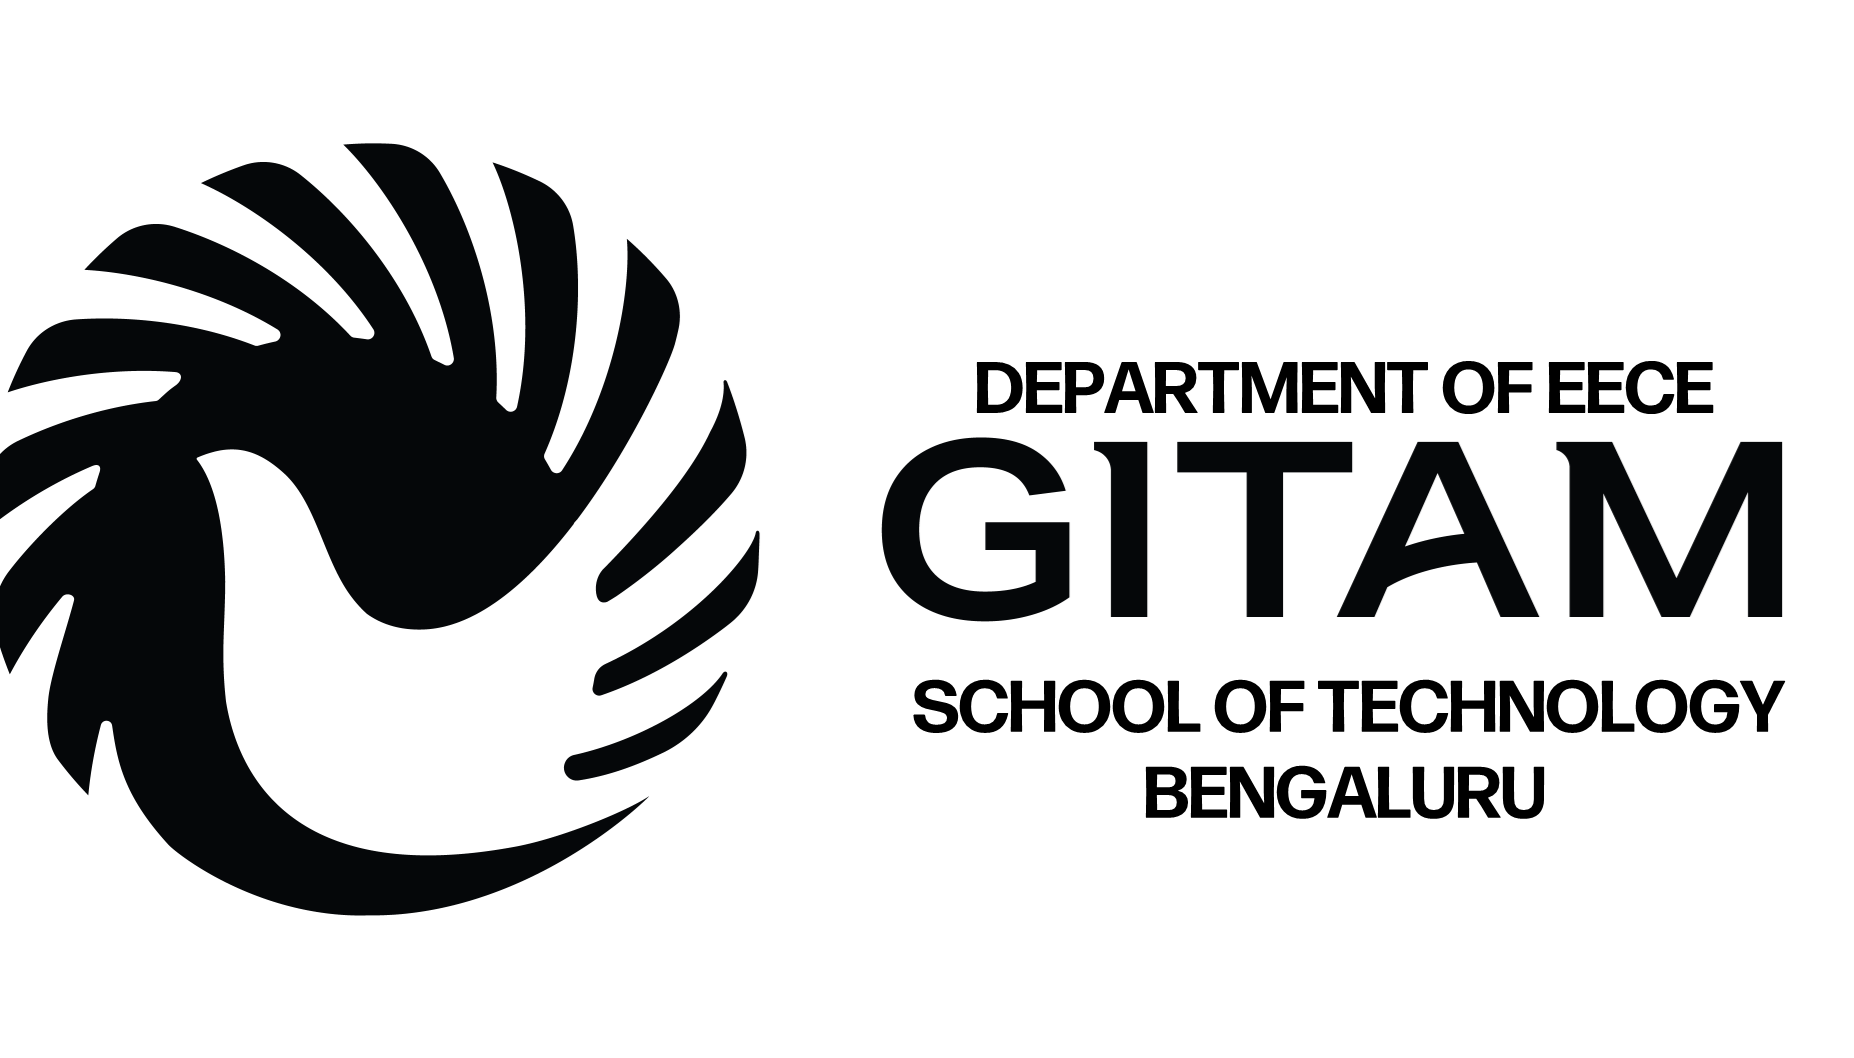 DEPARTMENT OF EECE
GITAM
SCHOOL OF TECHNOLOGY
BENGALURU